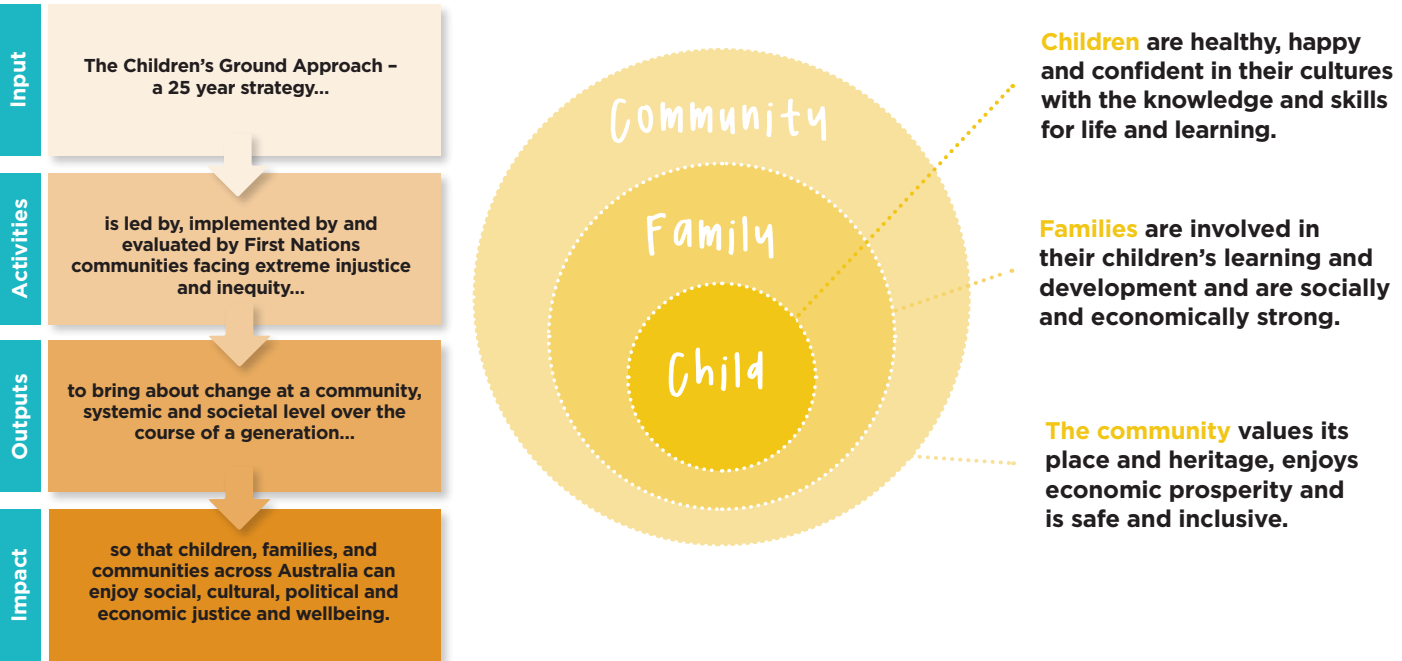 Input
The Children’s Ground Approach –
a 25 year strategy...
Activities
is led by, implemented by and
evaluated by First Nations
communities facing extreme injustice
and inequity...
Outputs
to bring about change at a community,
systemic and societal level over the
course of a generation...
Impact
so that children, families, and
communities across Australia can
enjoy social, cultural, political and
economic justice and wellbeing.
Community
Family
Child
Children are healthy, happy
and confident in their cultures
with the knowledge and skills
for life and learning.
Families are involved in
their children’s learning and
development and are socially
and economically strong.
The community values its
place and heritage, enjoys
economic prosperity and
is safe and inclusive.